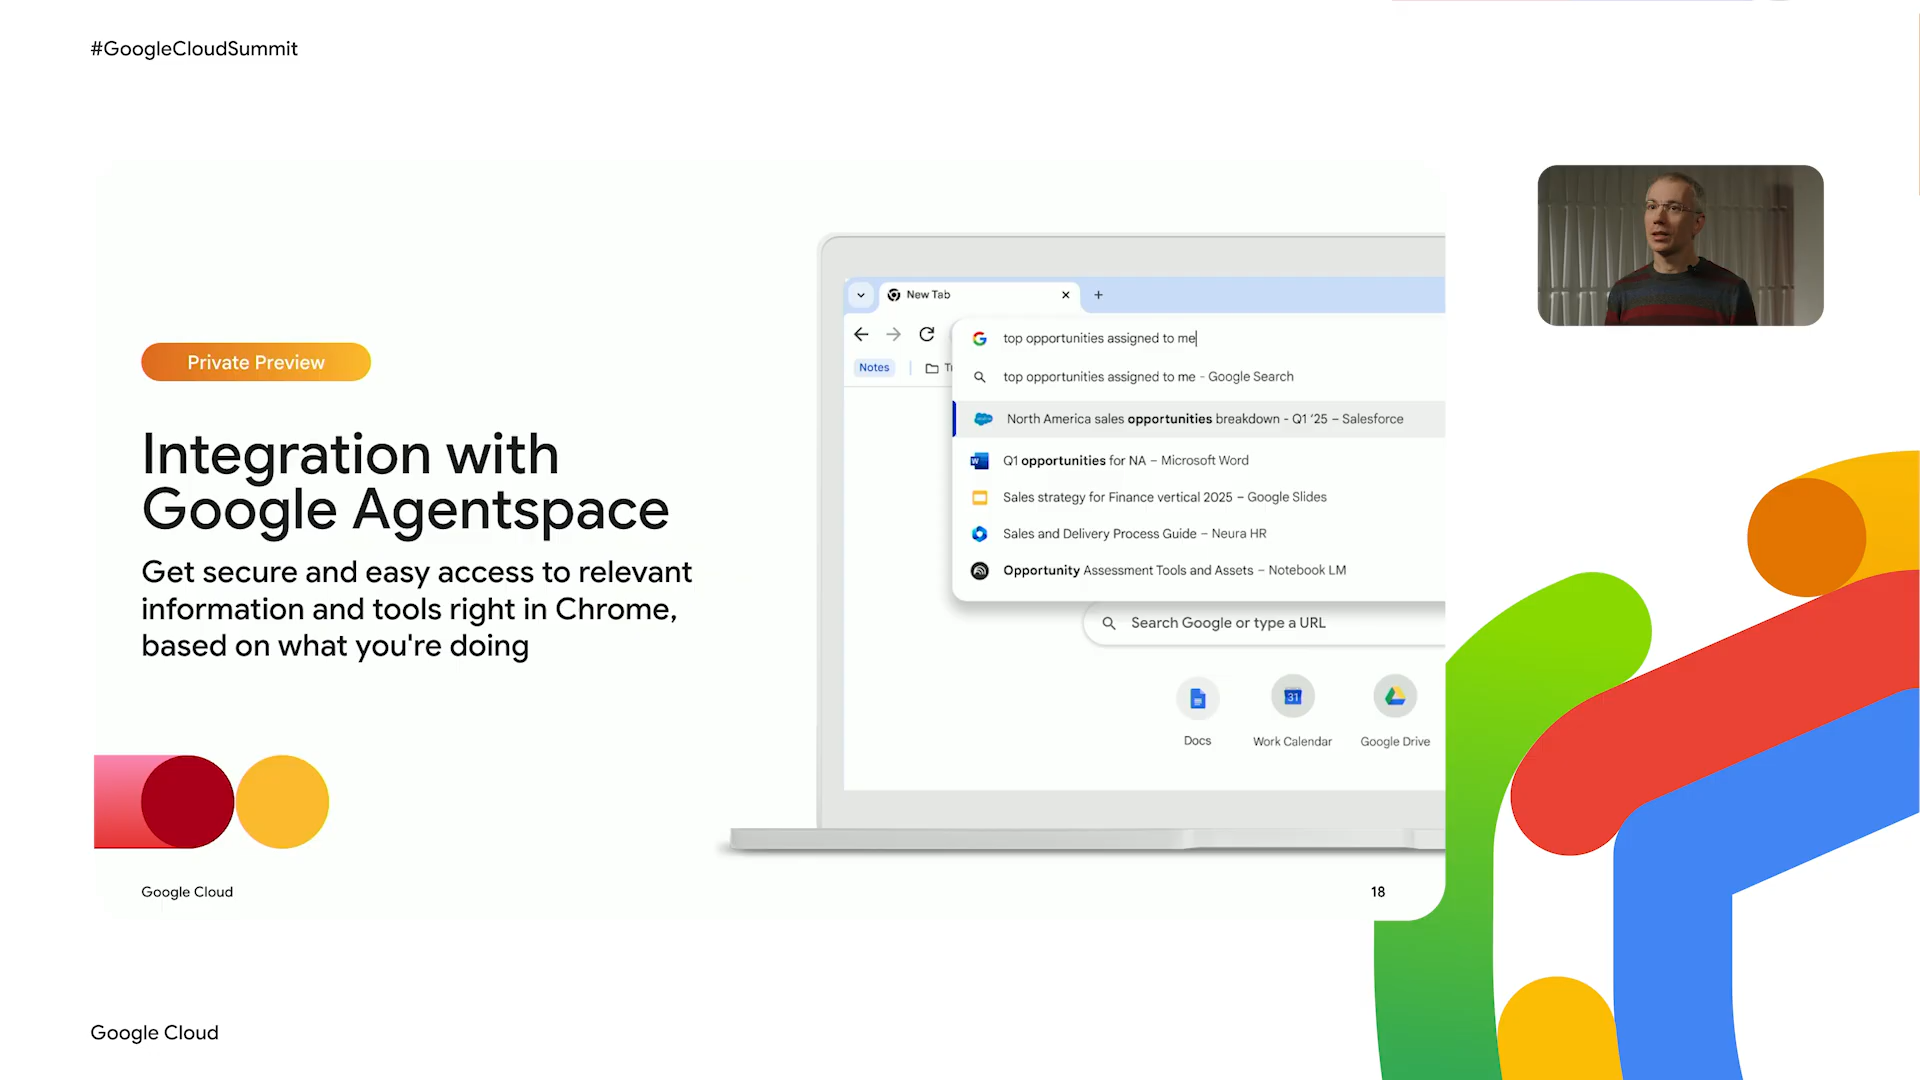 #GoogleCloudSummit
Private Preview
Integration with
Google Agentspace
Get secure and easy access to relevant
information and tools right in Chrome,
based on what you're doing
New Tab
top opportunities assigned to me
Notes
top opportunities assigned to me - Google Search
North America sales opportunities breakdown - Q1 ‘25 – Salesforce
Q1 opportunities for NA – Microsoft Word
Sales strategy for Finance vertical 2025 – Google Slides
Sales and Delivery Process Guide – Neura HR
Opportunity Assessment Tools and Assets – Notebook LM
Search Google or type a URL
31
Docs
Work Calendar
Google Drive
Google Cloud
18
Google Cloud